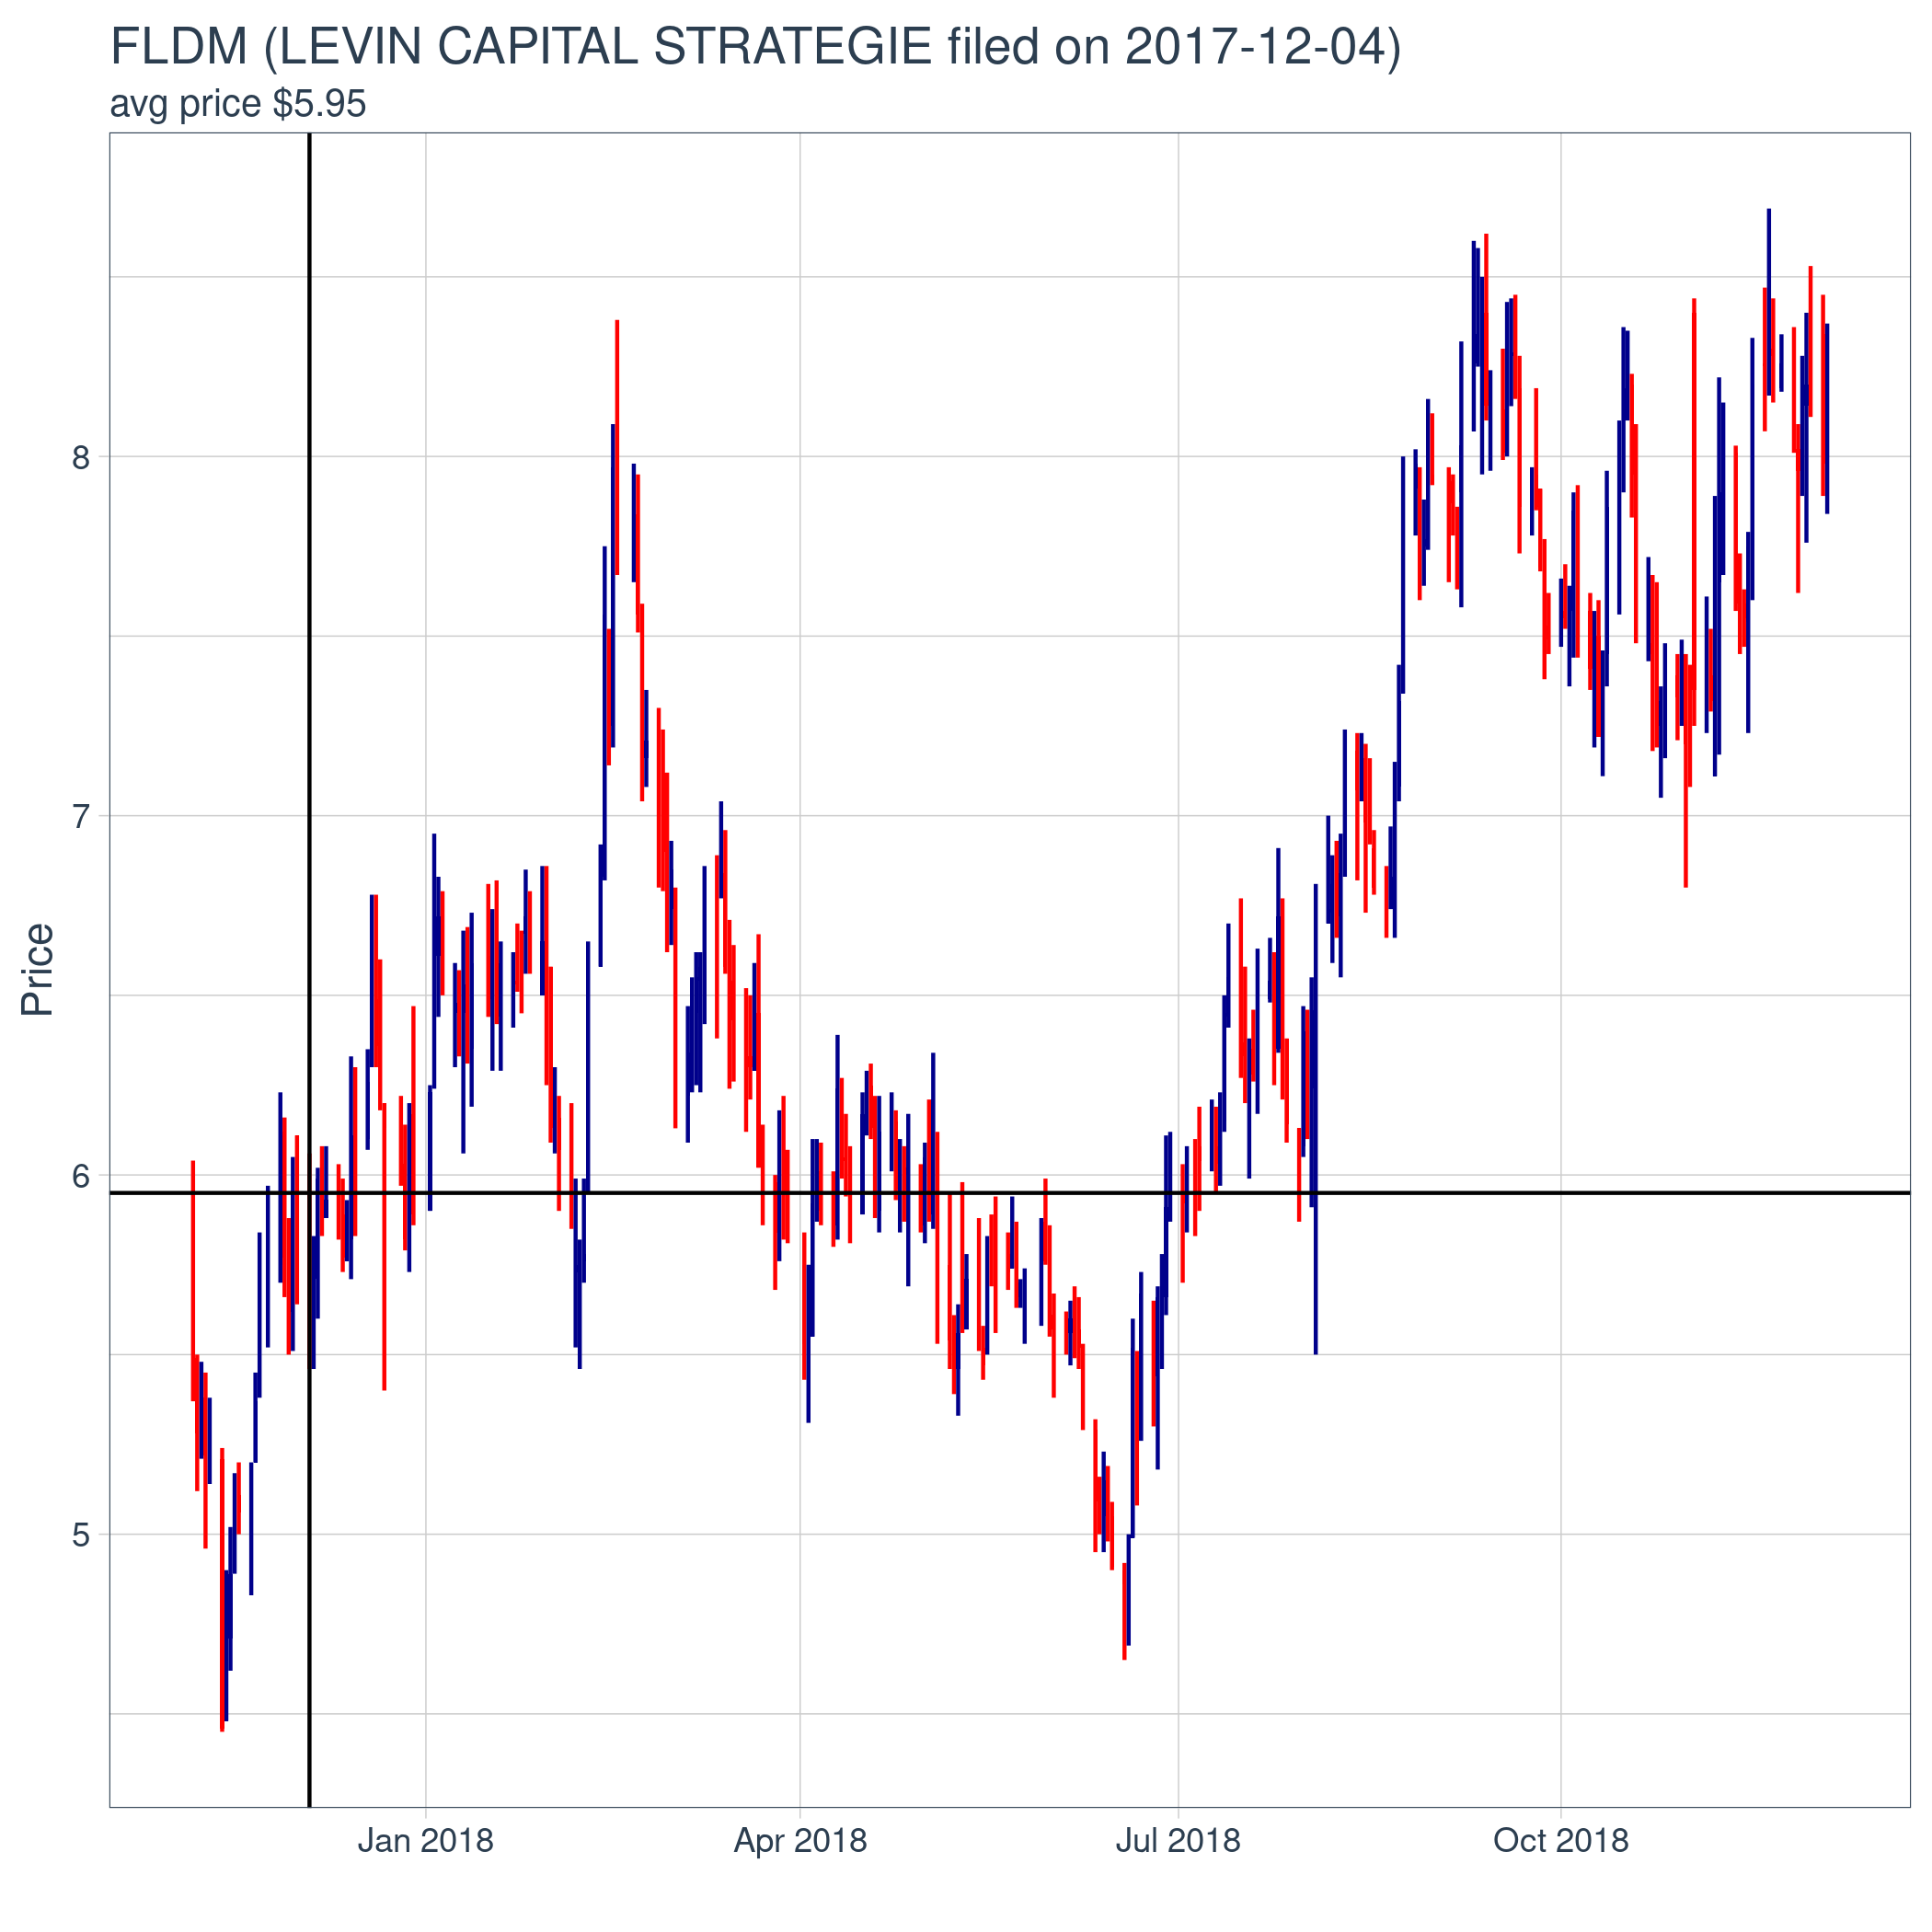 FLDM (LEVIN CAPITAL STRATEGIE filed on 2017-12-04)
avg price $5.95
8
7
Price
6
5
Jan 2018 Apr 2018 Jul 2018 Oct 2018